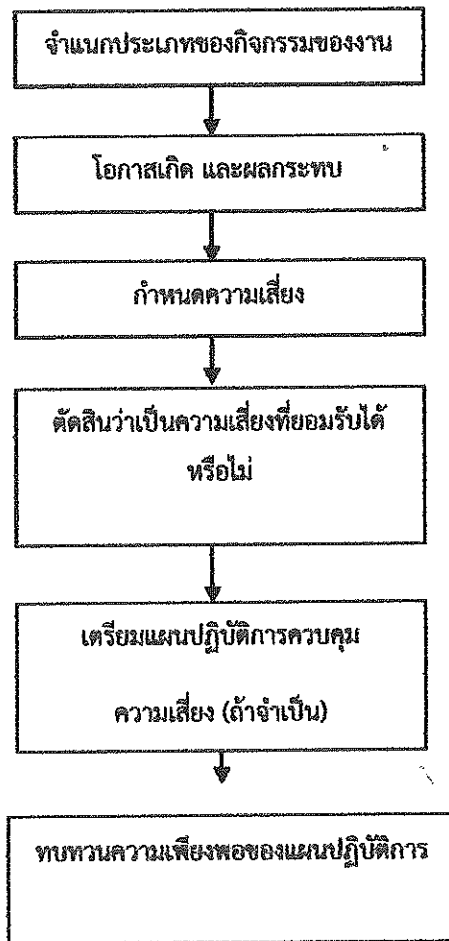 จำแนกประเภทของกิจกรรมของงาน
โอกาสเกิด และผลกระทบ
กำหนดความเสี่ยง
ตัดสินว่าเป็นความเสี่ยงที่ยอมรับได้
หรือไม่
เตรียมแผนปฏิบัติการควบคุม
ความเสี่ยง (ถ้าจำเป็น)
ทบทวนความเพียงพอของแผนปฏิบัติการ